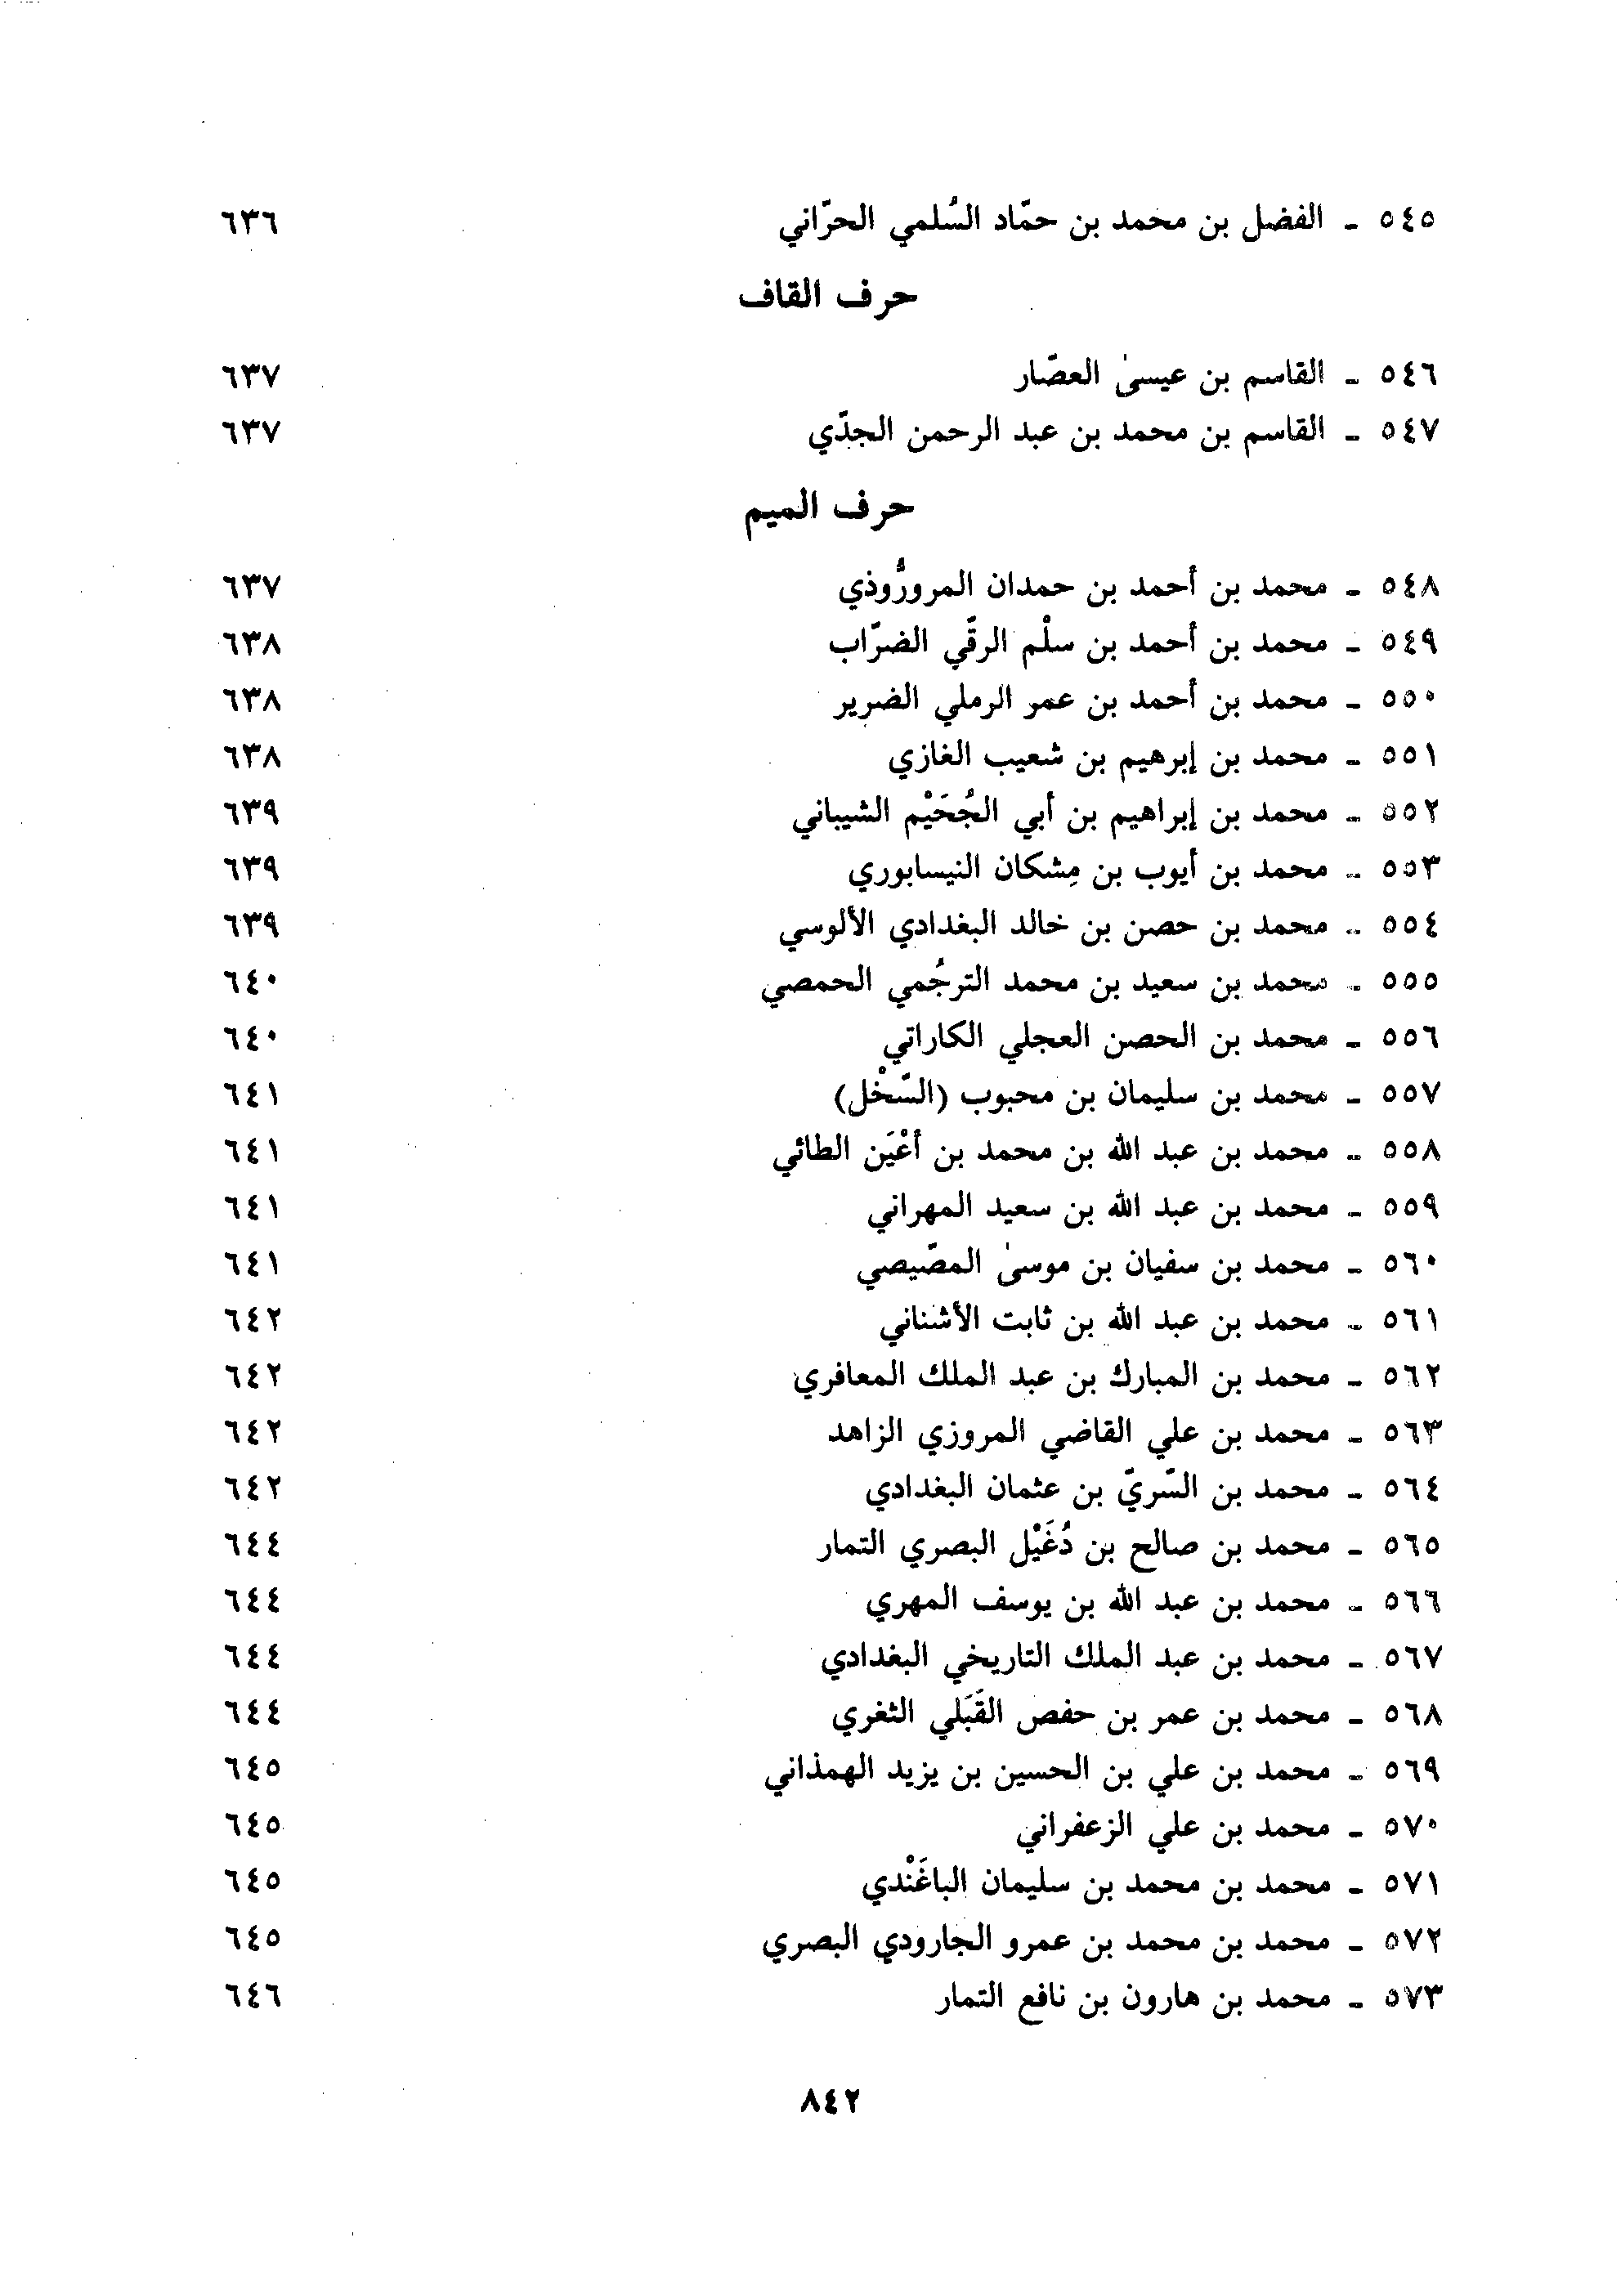 ٥٤٥ - الفضل بن محمد بن حمّاد السُلمي الحرّاني ٦٣٦
حرف القاف
٥٤٦ - القاسم بن عيسىٰ العصّار ٦٣٧
٥٤٧ - القاسم بن محمد بن عبد الرحمن الجدّي ٦٣٧
حرف الميم
٥٤٨ - محمد بن أحمد بن حمدان المرورُّوذي ٦٣٧
٥٤٩ - محمد بن أحمد بن سلْم الرقّي الضرّاب ٦٣٨
٥٥٠ - محمد بن أحمد بن عمر الرملي الضرير ٦٣٨
٥٥١ - محمد بن إبرهيم بن شعيب الغازي ٦٣٨
٥٥٢ - محمد بن إبراهيم بن أبي الجُحَيْم الشيباني ٦٣٩
٥٥٣ - محمد بن أيوب بن مِشكان النيسابوري ٦٣٩
٥٥٤ - محمد بن حصن بن خالد البغدادي الألوسي ٦٣٩
٥٥٥ - محمد بن سعيد بن محمد الترجُمي الحمصي ٦٤٠
٥٥٦ - محمد بن الحصن العجلي الكاراتي ٦٤٠
٥٥٧ - محمد بن سليمان بن محبوب (السّخْل) ٦٤١
٥٥٨ - محمد بن عبد الله بن محمد بن أعْيَن الطائي ٦٤١
٥٥٩ - محمد بن عبد الله بن سعيد المهراني ٦٤١
٥٦٠ - محمد بن سفيان بن موسىٰ المصّيصي ٦٤١
٥٦١ - محمد بن عبد الله بن ثابت الأشناني ٦٤٢
٥٦٢ - محمد بن المبارك بن عبد الملك المعافري ٦٤٢
٥٦٣ - محمد بن علي القاضي المروزي الزاهد ٦٤٢
٥٦٤ - محمد بن السّريّ بن عثمان البغدادي ٦٤٢
٥٦٥ - محمد بن صالح بن دُغَيْل البصري التمار ٦٤٤
٥٦٦ - محمد بن عبد الله بن يوسف المهري ٦٤٤
٥٦٧ - محمد بن عبد الملك التاريخي البغدادي ٦٤٤
٥٦٨ - محمد بن عمر بن حفص القَبَلي الثغري ٦٤٤
٥٦٩ - محمد بن علي بن الحسين بن يزيد الهمذاني ٦٤٥
٥٧٠ - محمد بن علي الزعفراني ٦٤٥
٥٧١ - محمد بن محمد بن سليمان الباغَنْدي ٦٤٥
٥٧٢ - محمد بن محمد بن عمرو الجارودي البصري ٦٤٥
٥٧٣ - محمد بن هارون بن نافع التمار ٦٤٦
٨٤٢